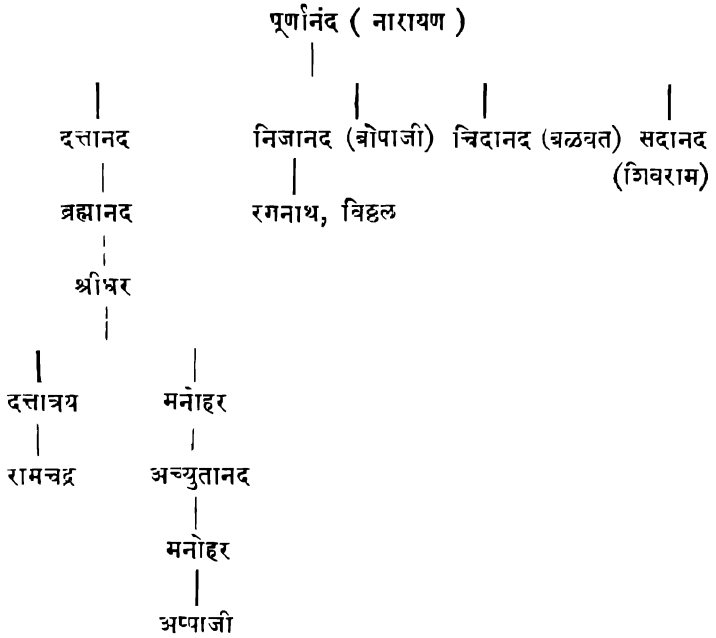 पूर्णानंद ( नारायण )
दत्तानद निजानद (बोपाजी) चिदानद (बळवत) सदानद
(शिवराम)
ब्रह्मानद रगनाथ, विठ्ठल
श्रीधर
दत्तात्रय मनोहर
रामचद्र अच्युतानद
मनोहर
अप्पाजी